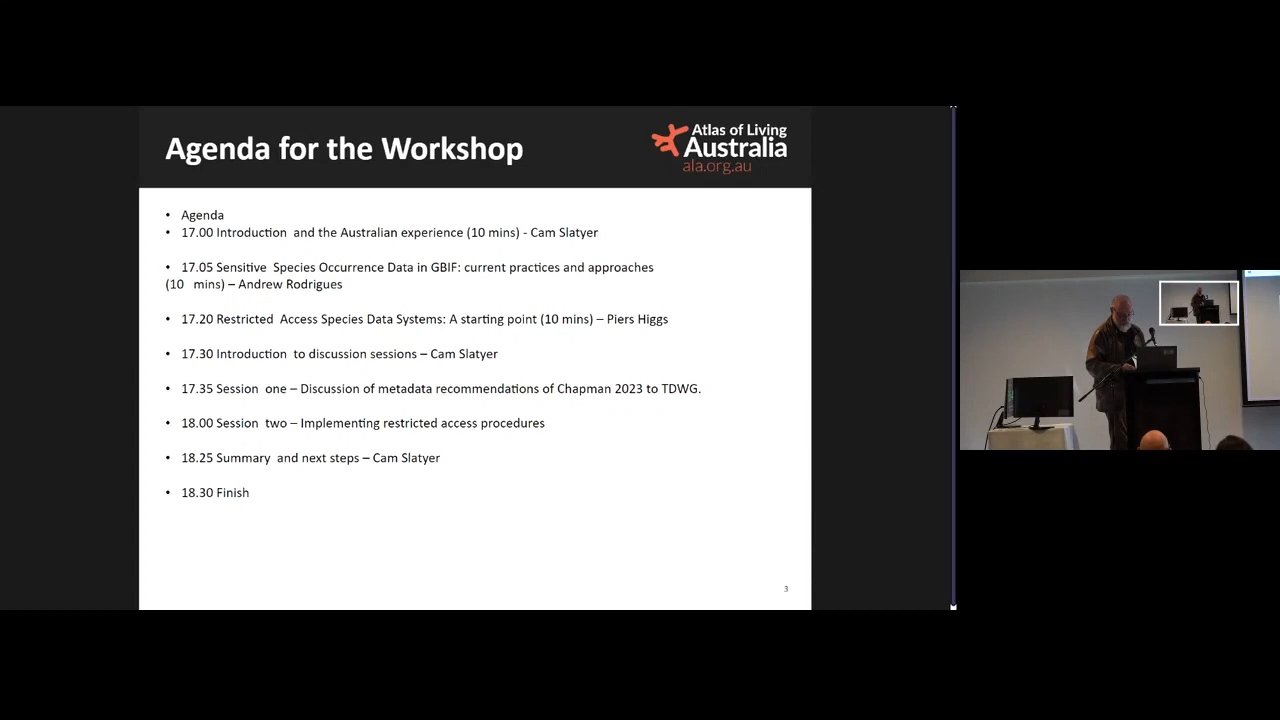 Agenda for the Workshop
Atlas of Living
Australia
ala.org.au
• Agenda
• 17.00 Introduction and the Australian experience (10 mins) - Cam Slatyer
• 17.05 Sensitive Species Occurrence Data in GBIF: current practices and approaches
(10 mins) – Andrew Rodrigues
• 17.20 Restricted Access Species Data Systems: A starting point (10 mins) – Piers Higgs
• 17.30 Introduction to discussion sessions – Cam Slatyer
• 17.35 Session one – Discussion of metadata recommendations of Chapman 2023 to TDWG.
• 18.00 Session two – Implementing restricted access procedures
• 18.25 Summary and next steps – Cam Slatyer
• 18.30 Finish
3